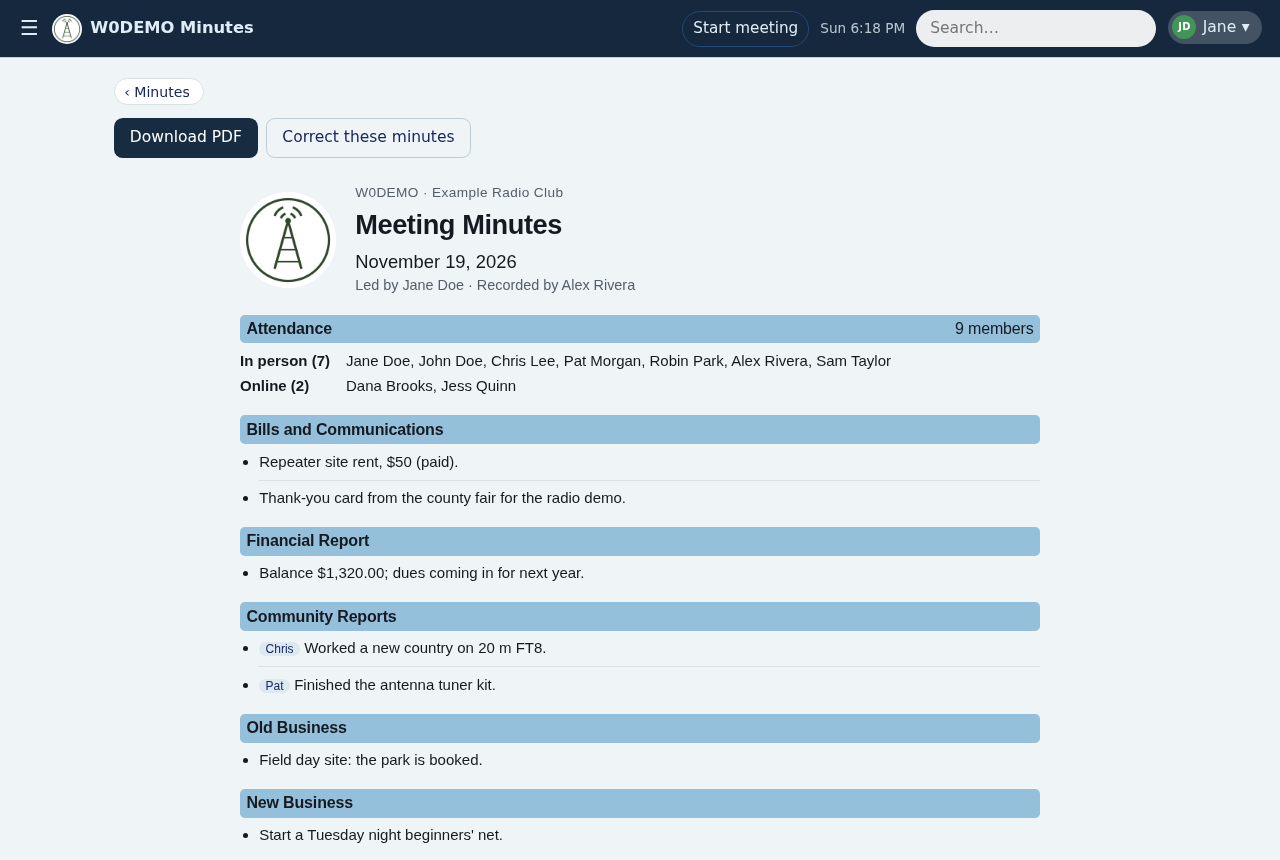 ☰ W0DEMO Minutes Start meeting Sun 6:18 PM Search... JD Jane ▾
‹ Minutes
Download PDF Correct these minutes
W0DEMO · Example Radio Club
Meeting Minutes
November 19, 2026
Led by Jane Doe · Recorded by Alex Rivera
Attendance 9 members
In person (7) Jane Doe, John Doe, Chris Lee, Pat Morgan, Robin Park, Alex Rivera, Sam Taylor
Online (2) Dana Brooks, Jess Quinn
Bills and Communications
• Repeater site rent, $50 (paid).
• Thank-you card from the county fair for the radio demo.
Financial Report
• Balance $1,320.00; dues coming in for next year.
Community Reports
• Chris Worked a new country on 20 m FT8.
• Pat Finished the antenna tuner kit.
Old Business
• Field day site: the park is booked.
New Business
• Start a Tuesday night beginners' net.